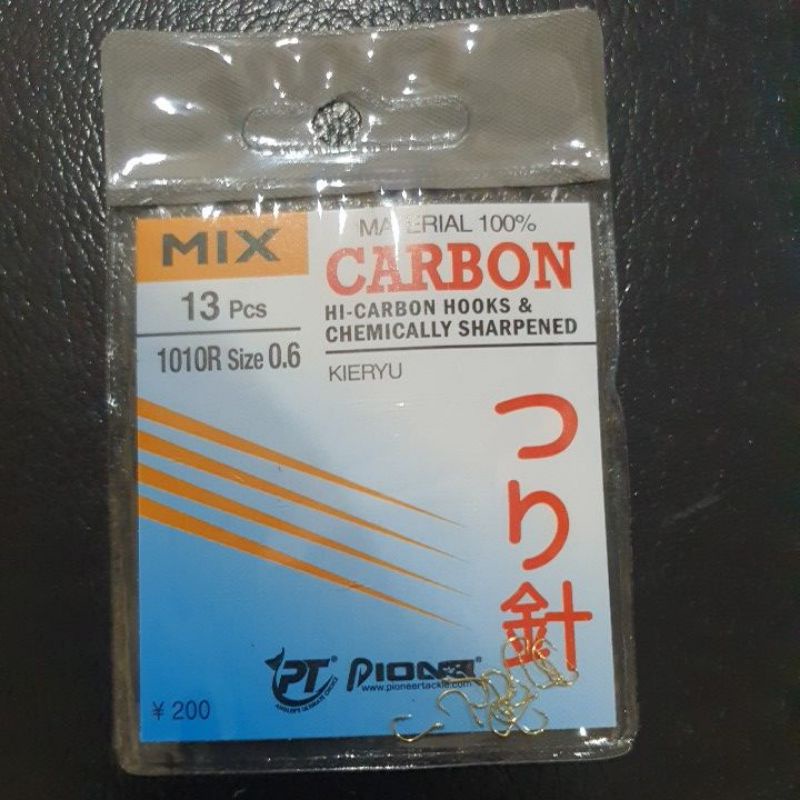 MIX
13 Pcs
1010R Size 0.6
MATERIAL 100%
CARBON
HI-CARBON HOOKS &
CHEMICALLY SHARPENED
KIERYU
つり針
PT
www.pioneertackle.com
¥ 200